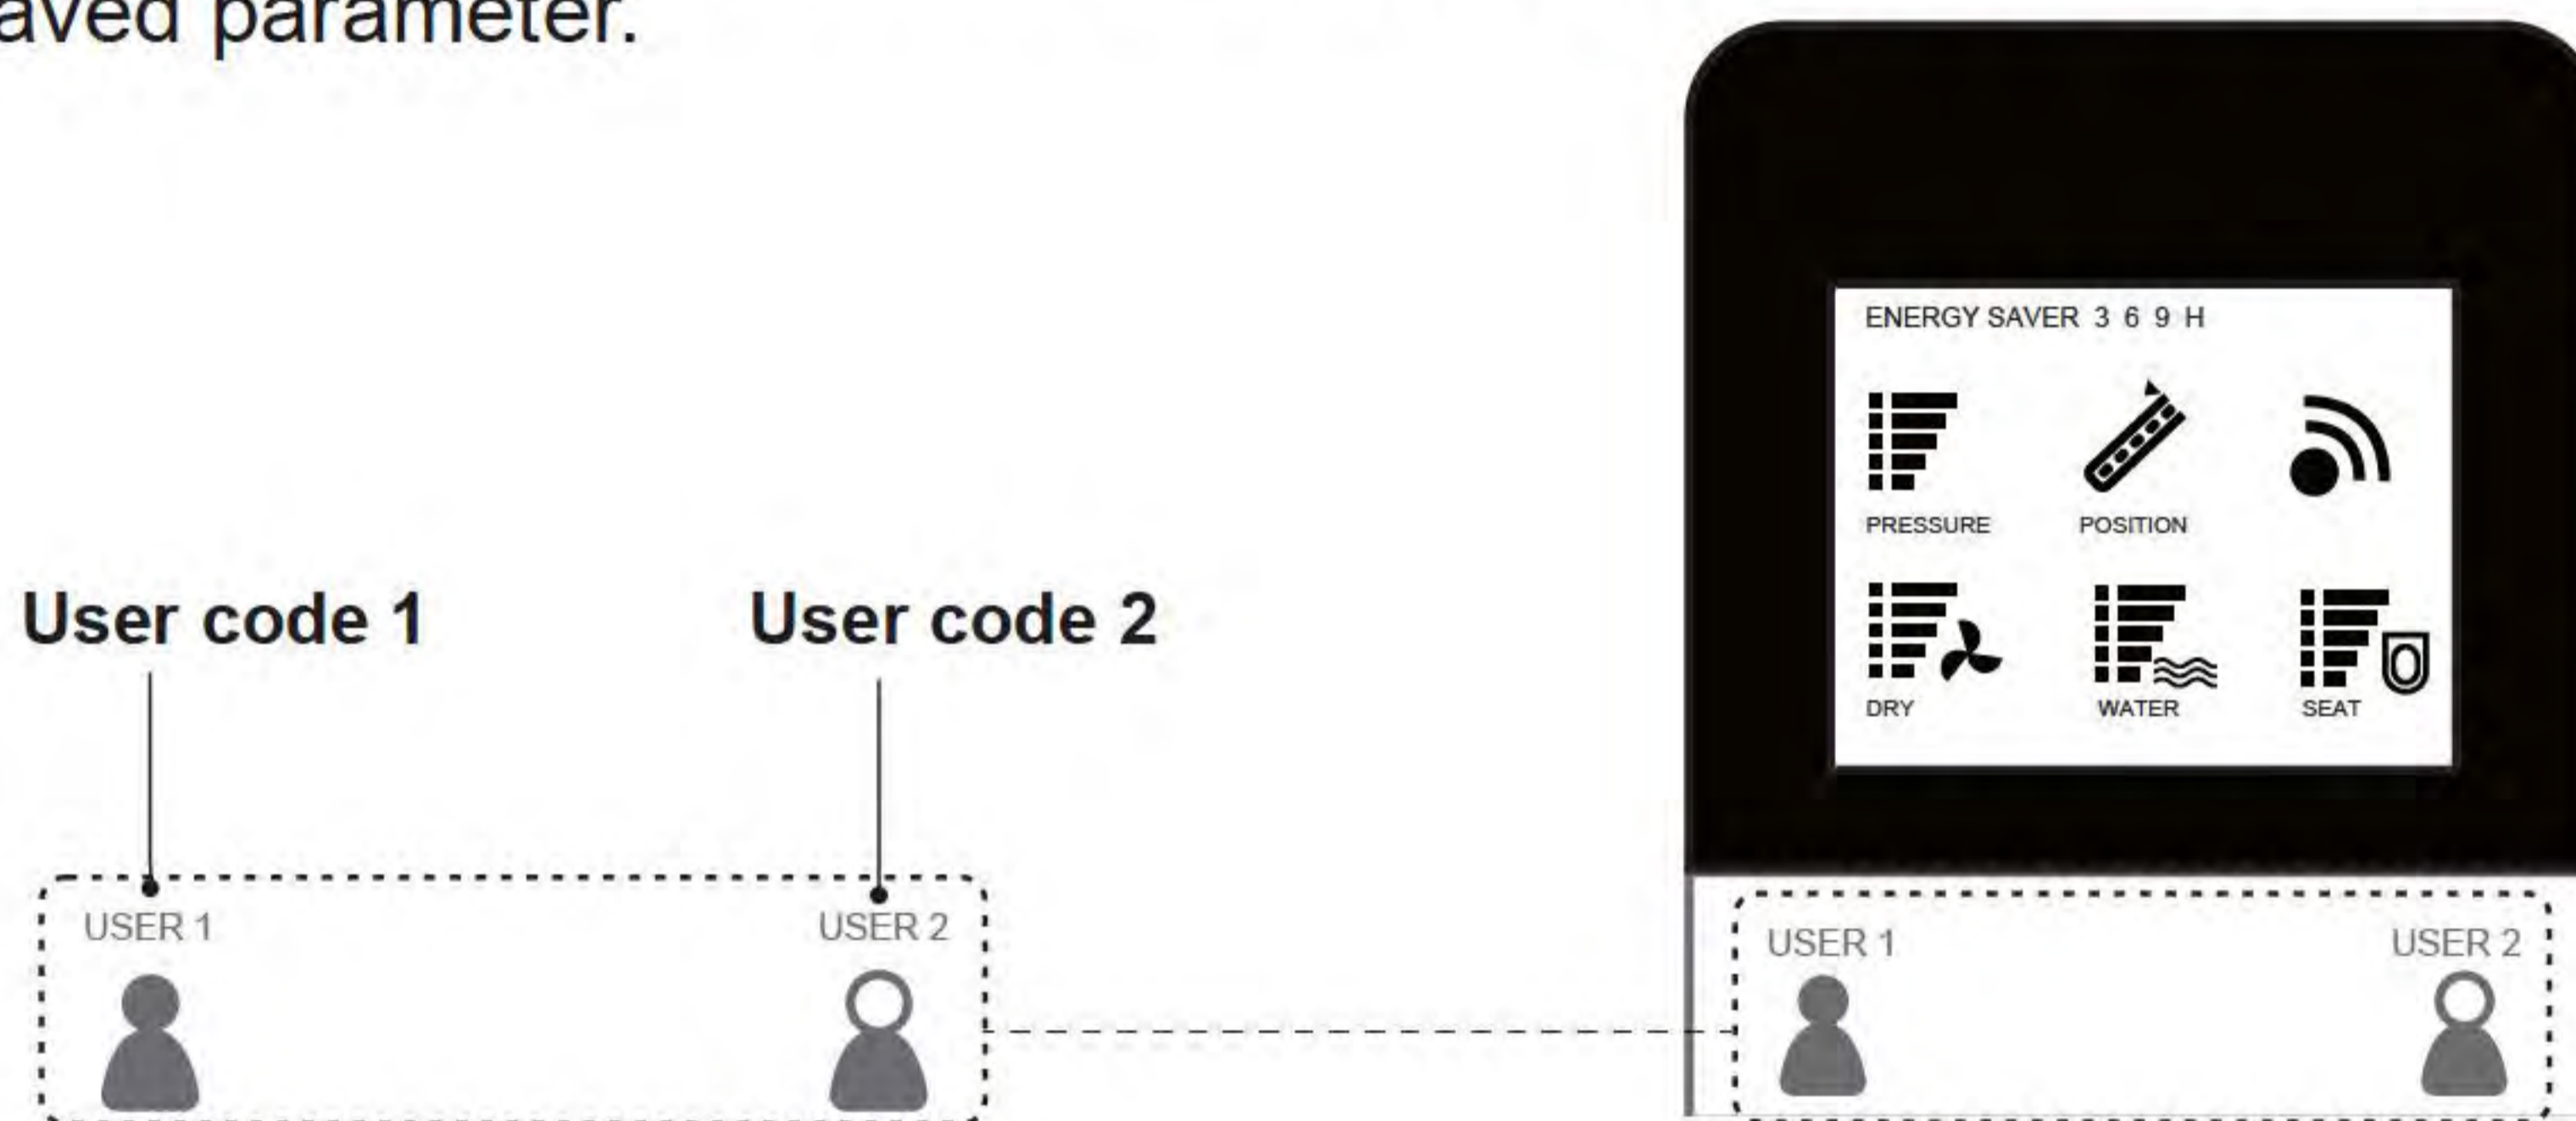 parameter.
ENERGY SAVER 3 6 9 H
PRESSURE POSITION
User code 1 User code 2
DRY WATER SEAT
USER 1 USER 2
USER 1 USER 2